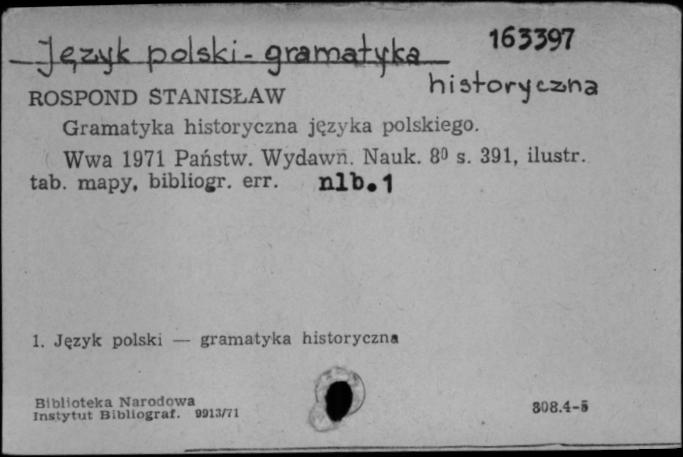 Język polski - gramatyka
163397
historyczna
ROSPOND STANISŁAW
Gramatyka historyczna języka polskiego.
Wwa 1971 Państw. Wydawn. Nauk. 8⁰ s. 391, ilustr.
tab. mapy, bibliogr. err. nlb.1
1. Język polski — gramatyka historyczna
Biblioteka Narodowa
Instytut Bibliograf. 9913/71
808.4-5